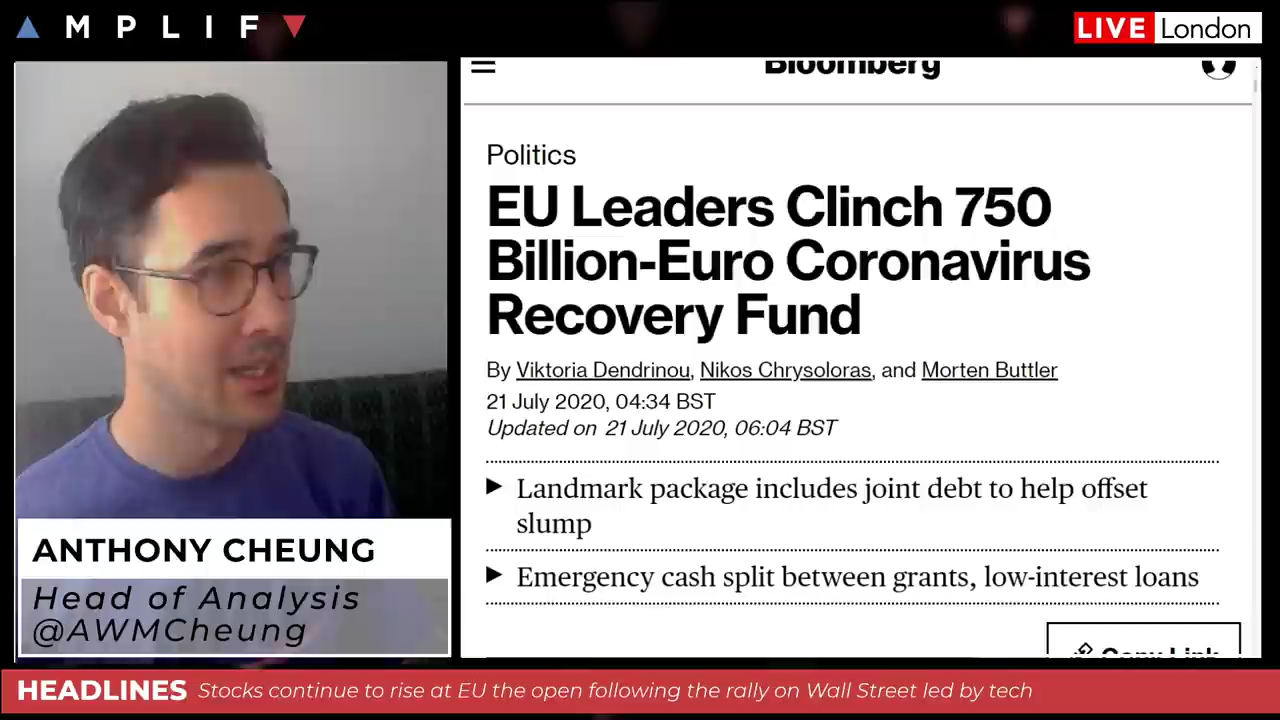 AMPLIFY
LIVE London
Bloomberg
Politics
EU Leaders Clinch 750
Billion-Euro Coronavirus
Recovery Fund
By Viktoria Dendrinou, Nikos Chrysoloras, and Morten Buttler
21 July 2020, 04:34 BST
Updated on 21 July 2020, 06:04 BST
Landmark package includes joint debt to help offset
slump
Emergency cash split between grants, low-interest loans
Copy Link
ANTHONY CHEUNG
Head of Analysis
@AWMCheung
HEADLINES Stocks continue to rise at EU the open following the rally on Wall Street led by tech